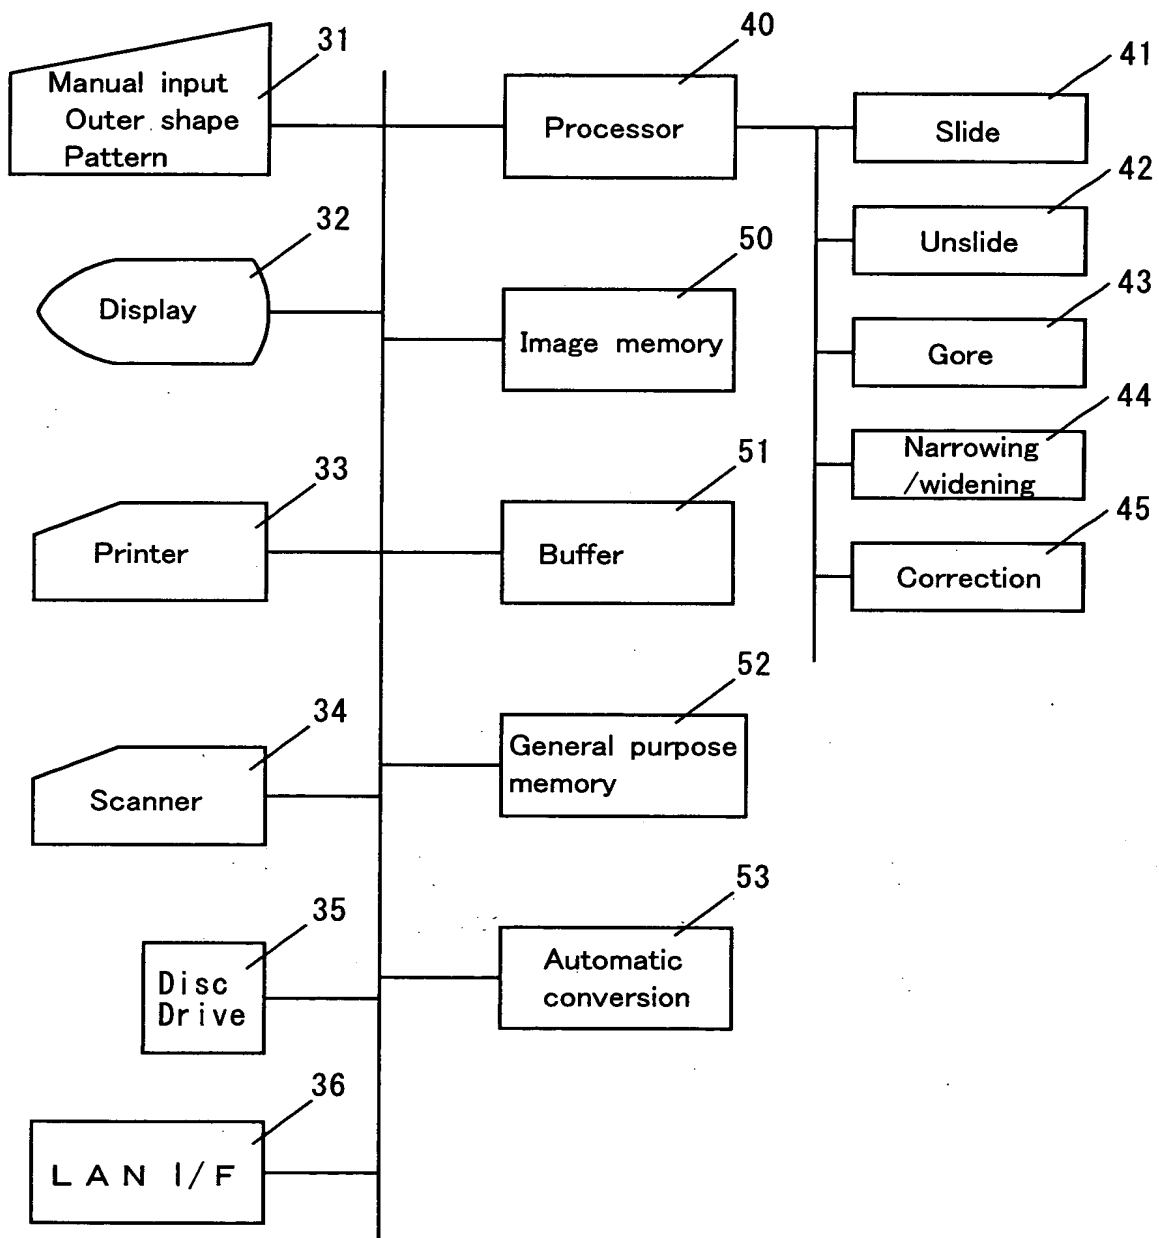 31
Manual input
Outer shape
Pattern
40
Processor
41
Slide
42
Unslide
43
Gore
44
Narrowing
/widening
45
Correction
32
Display
50
Image memory
33
Printer
51
Buffer
34
Scanner
52
General purpose
memory
35
Disc
Drive
53
Automatic
conversion
36
LAN I/F